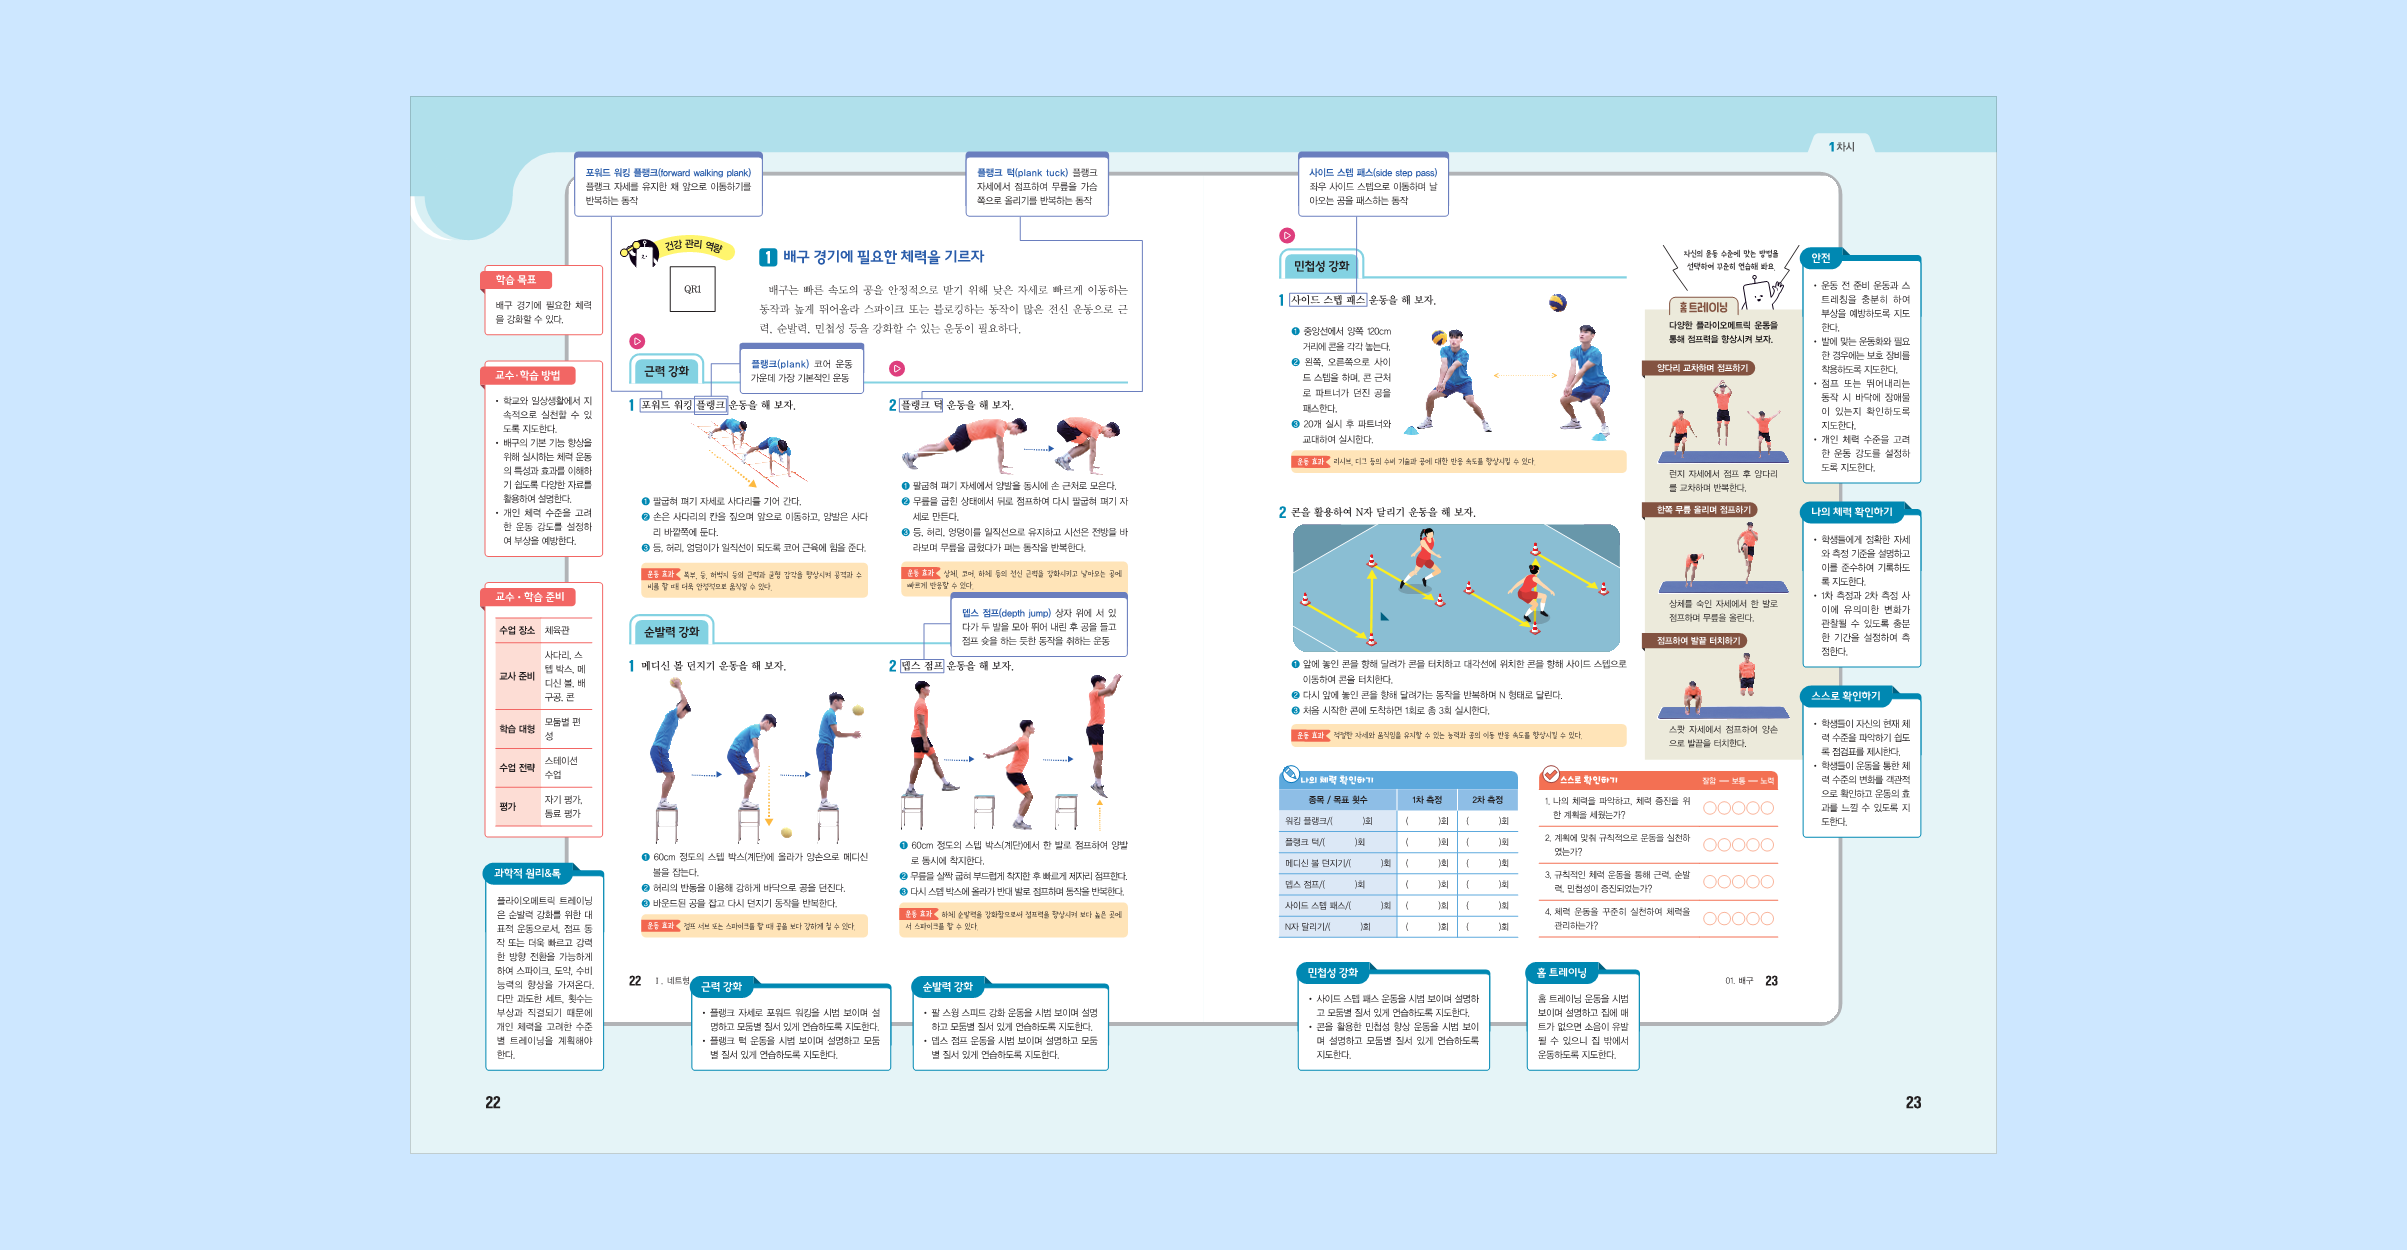 1차시
포워드 워킹 플랭크(forward walking plank)
플랭크 자세를 유지한 채 앞으로 이동하기를
반복하는 동작
플랭크 턱(plank tuck) 플랭크
자세에서 점프하여 무릎을 가슴
쪽으로 올리기를 반복하는 동작
사이드 스텝 패스(side step pass)
좌우 사이드 스텝으로 이동하며 날
아오는 공을 패스하는 동작
학습 목표
배구 경기에 필요한 체력
을 강화할 수 있다.
교수·학습 방법
• 학교와 일상생활에서 지
속적으로 실천할 수 있
도록 지도한다.
• 배구의 기본 기능 향상을
위해 실시하는 체력 운동
의 특성과 효과를 이해하
기 쉽도록 다양한 자료를
활용하여 설명한다.
• 개인 체력 수준을 고려
한 운동 강도를 설정하
여 부상을 예방한다.
교수·학습 준비
수업 장소 체육관
교사 준비 사다리, 스
텝 박스, 메
디신 볼, 배
구공, 콘
학습 대형 모둠별 편
성
수업 전략 스테이션
수업
평가 자기 평가,
동료 평가
과학적 원리&톡
플라이오메트릭 트레이닝
은 순발력 강화를 위한 대
표적 운동으로서, 점프 동
작 또는 더욱 빠르고 강력
한 방향 전환을 가능하게
하여 스파이크, 도약, 수비
능력의 향상을 가져온다.
다만 과도한 세트, 횟수는
부상과 직결되기 때문에
개인 체력을 고려한 수준
별 트레이닝을 계획해야
한다.
건강 관리 역량
QR1
1 배구 경기에 필요한 체력을 기르자
배구는 빠른 속도의 공을 안정적으로 받기 위해 낮은 자세로 빠르게 이동하는
동작과 높게 뛰어올라 스파이크 또는 블로킹하는 동작이 많은 전신 운동으로 근
력, 순발력, 민첩성 등을 강화할 수 있는 운동이 필요하다.
근력 강화
플랭크(plank) 코어 운동
가운데 가장 기본적인 운동
1 포워드 워킹 플랭크 운동을 해 보자.
❶ 팔굽혀 펴기 자세로 사다리를 기어 간다.
❷ 손은 사다리의 칸을 짚으며 앞으로 이동하고, 양발은 사다
리 바깥쪽에 둔다.
❸ 등, 허리, 엉덩이가 일직선이 되도록 코어 근육에 힘을 준다.
운동 효과 복부, 등, 허벅지 등의 근력과 균형 감각을 향상시켜 공격과 수
비를 할 때 더욱 안정적으로 움직일 수 있다.
2 플랭크 턱 운동을 해 보자.
❶ 팔굽혀 펴기 자세에서 양발을 동시에 손 근처로 모은다.
❷ 무릎을 굽힌 상태에서 뒤로 점프하여 다시 팔굽혀 펴기 자
세로 만든다.
❸ 등, 허리, 엉덩이를 일직선으로 유지하고 시선은 전방을 바
라보며 무릎을 굽혔다가 펴는 동작을 반복한다.
운동 효과 상체, 코어, 하체 등의 전신 근력을 강화시키고 날아오는 공에
빠르게 반응할 수 있다.
순발력 강화
뎁스 점프(depth jump) 상자 위에 서 있
다가 두 발을 모아 뛰어 내린 후 공을 들고
점프 슛을 하는 듯한 동작을 취하는 운동
1 메디신 볼 던지기 운동을 해 보자.
❶ 60cm 정도의 스텝 박스(계단)에 올라가 양손으로 메디신
볼을 잡는다.
❷ 허리의 반동을 이용해 강하게 바닥으로 공을 던진다.
❸ 바운드된 공을 잡고 다시 던지기 동작을 반복한다.
운동 효과 점프 서브 또는 스파이크를 할 때 공을 보다 강하게 칠 수 있다.
2 뎁스 점프 운동을 해 보자.
❶ 60cm 정도의 스텝 박스(계단)에서 한 발로 점프하여 양발
로 동시에 착지한다.
❷ 무릎을 살짝 굽혀 부드럽게 착지한 후 빠르게 제자리 점프한다.
❸ 다시 스텝 박스에 올라가 반대 발로 점프하며 동작을 반복한다.
운동 효과 하체 순발력을 강화함으로써 점프력을 향상시켜 보다 높은 곳에
서 스파이크를 할 수 있다.
22 Ⅰ. 네트형
근력 강화
• 플랭크 자세로 포워드 워킹을 시범 보이며 설
명하고 모둠별 질서 있게 연습하도록 지도한다.
• 플랭크 턱 운동을 시범 보이며 설명하고 모둠
별 질서 있게 연습하도록 지도한다.
순발력 강화
• 팔 스윙 스피드 강화 운동을 시범 보이며 설명
하고 모둠별 질서 있게 연습하도록 지도한다.
• 뎁스 점프 운동을 시범 보이며 설명하고 모둠
별 질서 있게 연습하도록 지도한다.
22
민첩성 강화
1 사이드 스텝 패스 운동을 해 보자.
❶ 중앙선에서 양쪽 120cm
거리에 콘을 각각 놓는다.
❷ 왼쪽, 오른쪽으로 사이
드 스텝을 하며, 콘 근처
로 파트너가 던진 공을
패스한다.
❸ 20개 실시 후 파트너와
교대하여 실시한다.
운동 효과 리시브, 디그 등의 수비 기술과 공에 대한 반응 속도를 향상시킬 수 있다.
2 콘을 활용하여 N자 달리기 운동을 해 보자.
❶ 앞에 놓인 콘을 향해 달려가 콘을 터치하고 대각선에 위치한 콘을 향해 사이드 스텝으로
이동하여 콘을 터치한다.
❷ 다시 앞에 놓인 콘을 향해 달려가는 동작을 반복하며 N 형태로 달린다.
❸ 처음 시작한 콘에 도착하면 1회로 총 3회 실시한다.
운동 효과 적절한 자세와 움직임을 유지할 수 있는 능력과 공의 이동 반응 속도를 향상시킬 수 있다.
나의 체력 확인하기
종목 / 목표 횟수 1차 측정 2차 측정
워킹 플랭크/( )회 ( )회 ( )회
플랭크 턱/( )회 ( )회 ( )회
메디신 볼 던지기/( )회 ( )회 ( )회
뎁스 점프/( )회 ( )회 ( )회
사이드 스텝 패스/( )회 ( )회 ( )회
N자 달리기/( )회 ( )회 ( )회
스스로 확인하기 잘함 — 보통 — 노력
1. 나의 체력을 파악하고, 체력 증진을 위
한 계획을 세웠는가?
2. 계획에 맞춰 규칙적으로 운동을 실천하
였는가?
3. 규칙적인 체력 운동을 통해 근력, 순발
력, 민첩성이 증진되었는가?
4. 체력 운동을 꾸준히 실천하여 체력을
관리하는가?
자신의 운동 수준에 맞는 방법을
선택하여 꾸준히 연습해 봐요.
홈트레이닝
다양한 플라이오메트릭 운동을
통해 점프력을 향상시켜 보자.
양다리 교차하며 점프하기
런지 자세에서 점프 후 양다리
를 교차하며 반복한다.
한쪽 무릎 올리며 점프하기
상체를 숙인 자세에서 한 발로
점프하며 무릎을 올린다.
점프하여 발끝 터치하기
스쾃 자세에서 점프하여 양손
으로 발끝을 터치한다.
01. 배구 23
안전
• 운동 전 준비 운동과 스
트레칭을 충분히 하여
부상을 예방하도록 지도
한다.
• 발에 맞는 운동화와 필요
한 경우에는 보호 장비를
착용하도록 지도한다.
• 점프 또는 뛰어내리는
동작 시 바닥에 장애물
이 있는지 확인하도록
지도한다.
• 개인 체력 수준을 고려
한 운동 강도를 설정하
도록 지도한다.
나의 체력 확인하기
• 학생들에게 정확한 자세
와 측정 기준을 설명하고
이를 준수하여 기록하도
록 지도한다.
• 1차 측정과 2차 측정 사
이에 유의미한 변화가
관찰될 수 있도록 충분
한 기간을 설정하여 측
정한다.
스스로 확인하기
• 학생들이 자신의 현재 체
력 수준을 파악하기 쉽도
록 점검표를 제시한다.
• 학생들이 운동을 통한 체
력 수준의 변화를 객관적
으로 확인하고 운동의 효
과를 느낄 수 있도록 지
도한다.
민첩성 강화
• 사이드 스텝 패스 운동을 시범 보이며 설명하
고 모둠별 질서 있게 연습하도록 지도한다.
• 콘을 활용한 민첩성 향상 운동을 시범 보이
며 설명하고 모둠별 질서 있게 연습하도록
지도한다.
홈 트레이닝
홈 트레이닝 운동을 시범
보이며 설명하고 집에 매
트가 없으면 소음이 유발
될 수 있으니 집 밖에서
운동하도록 지도한다.
23